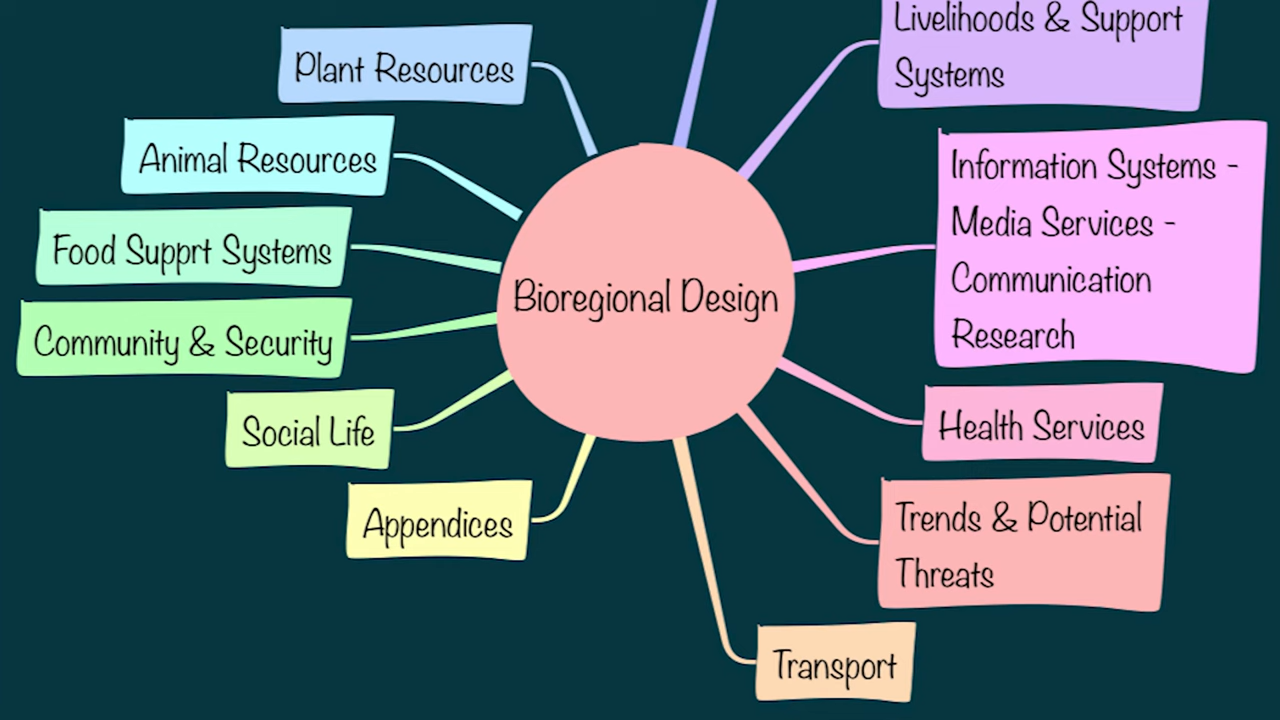 Livelihoods & Support
Systems
Plant Resources
Animal Resources
Information Systems -
Media Services -
Communication
Research
Food Supprt Systems
Bioregional Design
Community & Security
Health Services
Social Life
Trends & Potential
Threats
Appendices
Transport